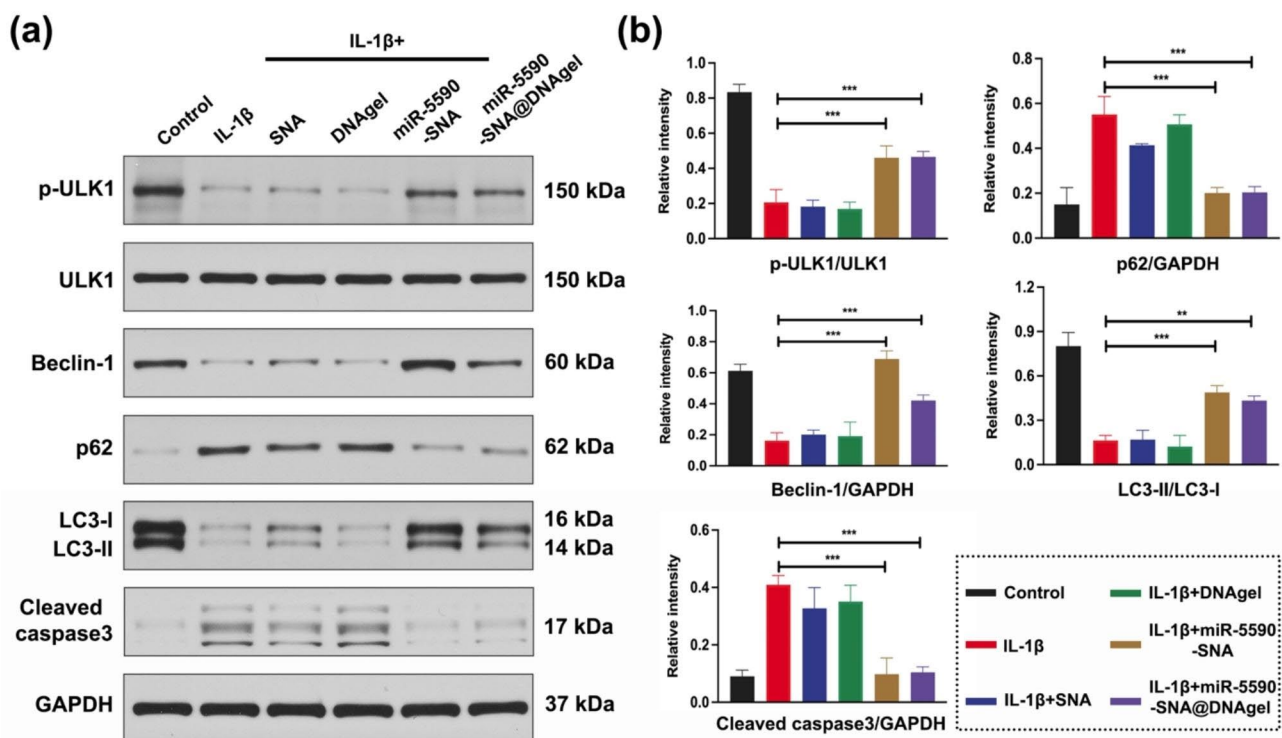 (a)
IL-1β+
Control
IL-1β
SNA
DNAgel
miR-5590
-SNA
miR-5590
-SNA@DNAgel
p-ULK1
150 kDa
ULK1
150 kDa
Beclin-1
60 kDa
p62
62 kDa
LC3-I
16 kDa
LC3-II
14 kDa
Cleaved
caspase3
17 kDa
GAPDH
37 kDa
(b)
Relative intensity
1.0
0.8
0.6
0.4
0.2
0.0
***
***
p-ULK1/ULK1
Relative intensity
0.8
0.6
0.4
0.2
0.0
***
***
p62/GAPDH
Relative intensity
1.0
0.8
0.6
0.4
0.2
0.0
***
***
Beclin-1/GAPDH
Relative intensity
1.2
0.9
0.6
0.3
0.0
**
***
LC3-II/LC3-I
Relative intensity
0.6
0.4
0.2
0.0
***
***
Cleaved caspase3/GAPDH
Control
IL-1β
IL-1β+SNA
IL-1β+DNAgel
IL-1β+miR-5590
-SNA
IL-1β+miR-5590
-SNA@DNAgel